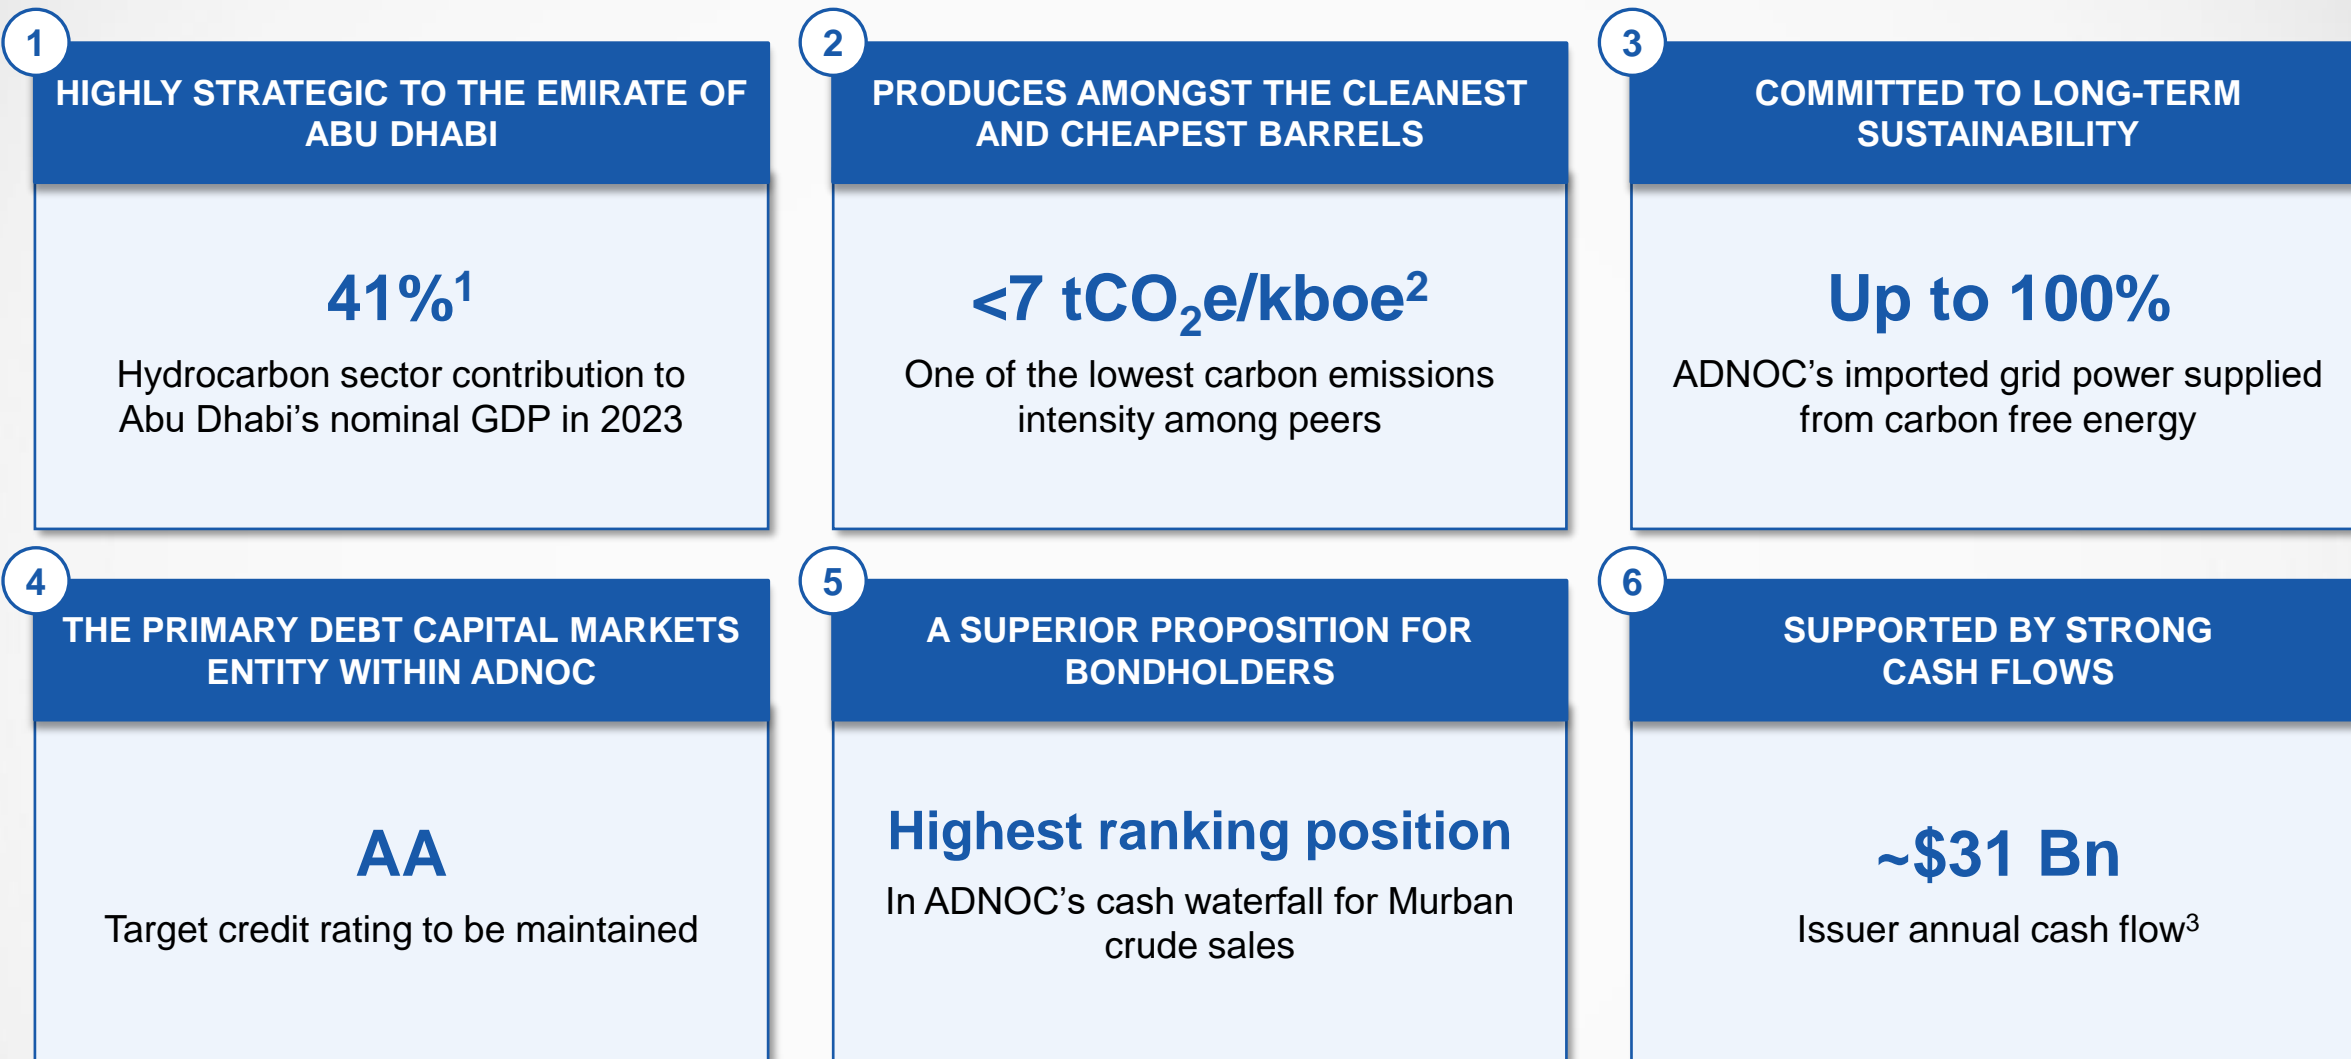 1
HIGHLY STRATEGIC TO THE EMIRATE OF
ABU DHABI
41%¹
Hydrocarbon sector contribution to
Abu Dhabi’s nominal GDP in 2023
2
PRODUCES AMONGST THE CLEANEST
AND CHEAPEST BARRELS
<7 tCO₂e/kboe²
One of the lowest carbon emissions
intensity among peers
3
COMMITTED TO LONG-TERM
SUSTAINABILITY
Up to 100%
ADNOC’s imported grid power supplied
from carbon free energy
4
THE PRIMARY DEBT CAPITAL MARKETS
ENTITY WITHIN ADNOC
AA
Target credit rating to be maintained
5
A SUPERIOR PROPOSITION FOR
BONDHOLDERS
Highest ranking position
In ADNOC’s cash waterfall for Murban
crude sales
6
SUPPORTED BY STRONG
CASH FLOWS
~$31 Bn
Issuer annual cash flow³